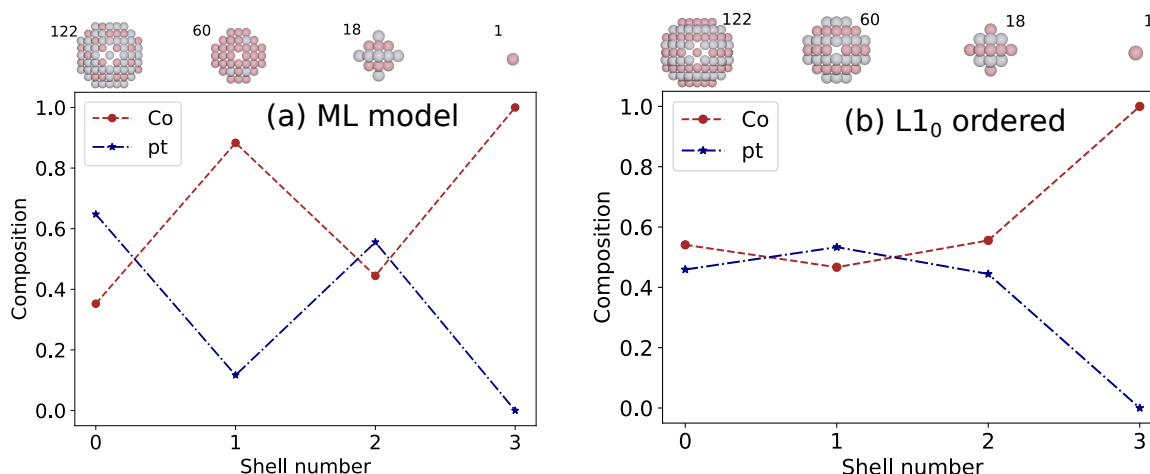 122
60
18
1
(a) ML model
Co
pt
Composition
1.0
0.8
0.6
0.4
0.2
0.0
0 1 2 3
Shell number
122
60
18
1
(b) L1₀ ordered
Co
pt
Composition
1.0
0.8
0.6
0.4
0.2
0.0
0 1 2 3
Shell number